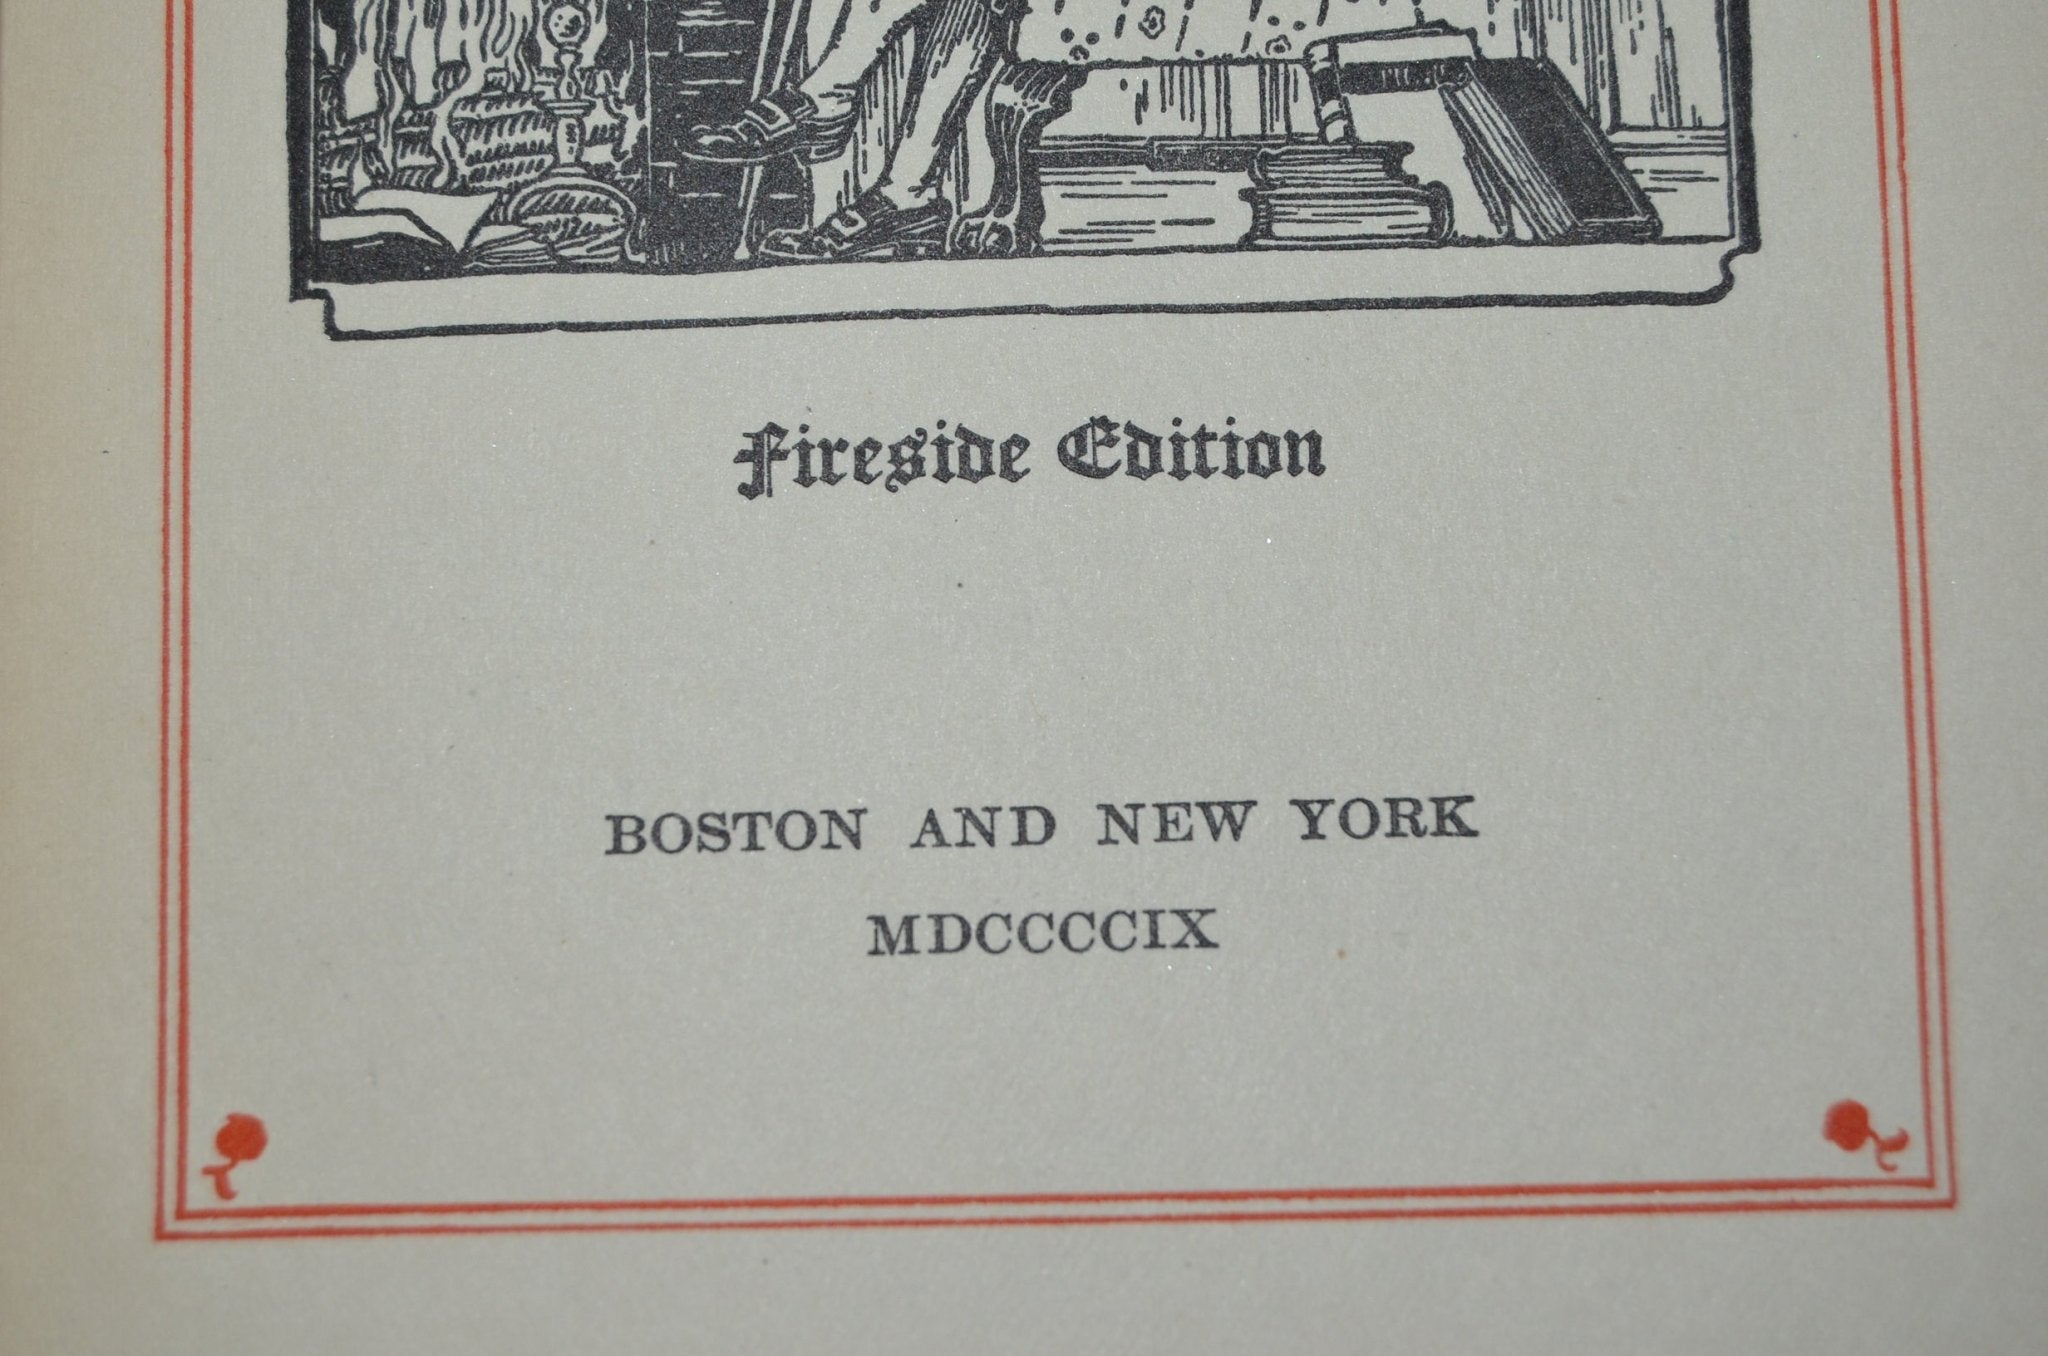 Fireside Edition
BOSTON AND NEW YORK
MDCCCCIX